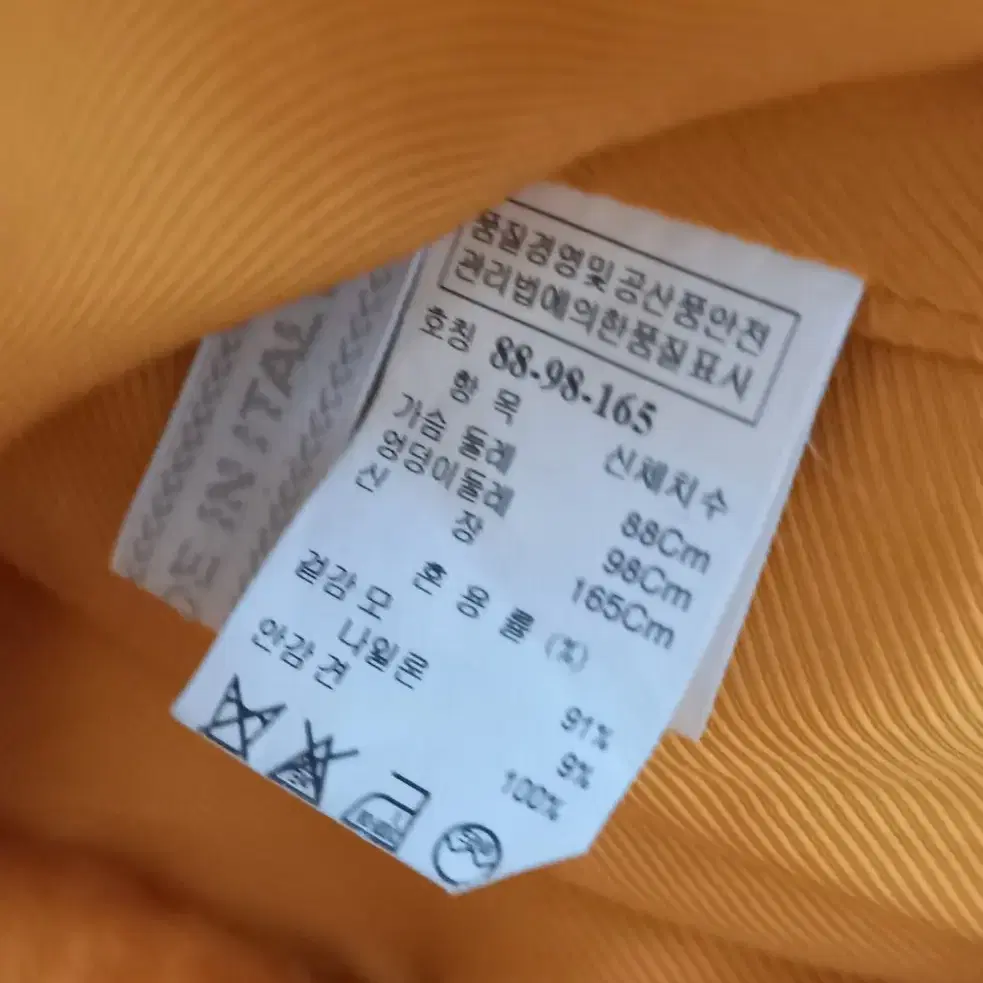 품질경영및공산품안전
관리법에의한품질표시
호칭 88-98-165
항 목 신체치수
가슴 둘레 88Cm
엉덩이둘레 98Cm
신 장 165Cm
혼 용 률 (%)
겉감 모 91%
나일론 9%
안감 견 100%
DE IN ITAL